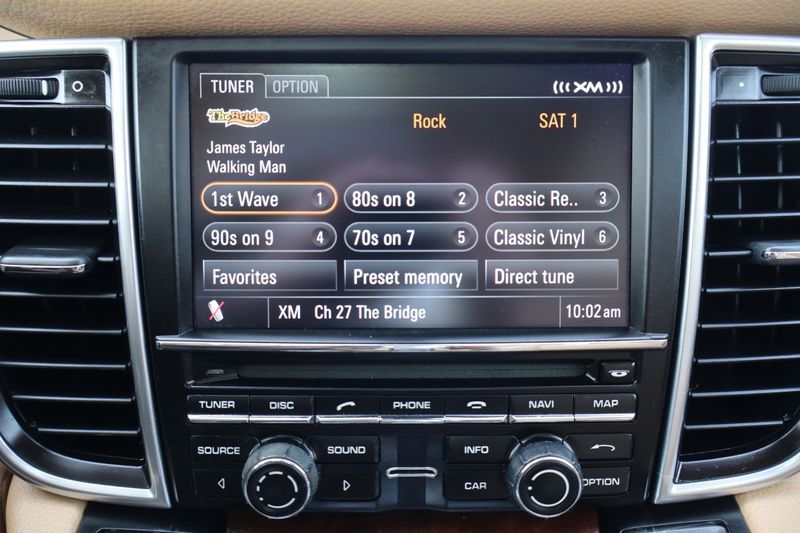 TUNER OPTION ((( XM )))
TheBridge Rock SAT 1
James Taylor
Walking Man
1st Wave 1 80s on 8 2 Classic Re.. 3
90s on 9 4 70s on 7 5 Classic Vinyl 6
Favorites Preset memory Direct tune
XM Ch 27 The Bridge 10:02 am
TUNER DISC PHONE NAVI MAP
SOURCE SOUND INFO
CAR OPTION